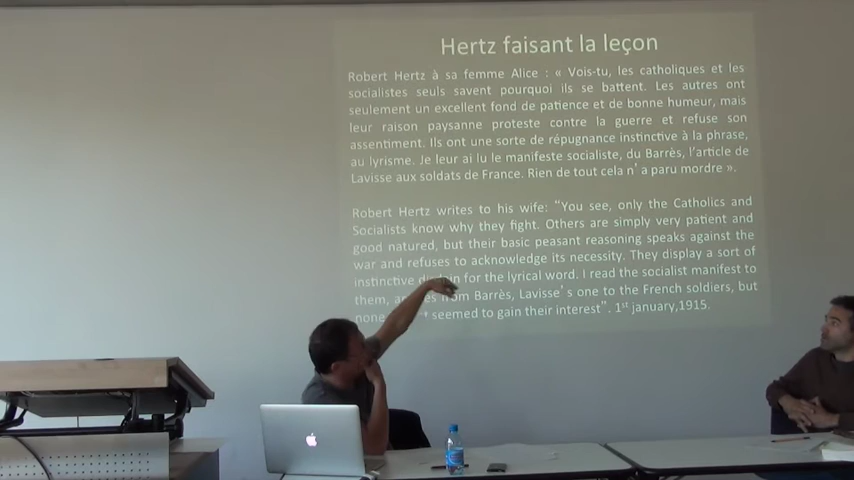 Hertz faisant la leçon
Robert Hertz à sa femme Alice : « Vois-tu, les catholiques et les
socialistes seuls savent pourquoi ils se battent. Les autres ont
seulement un excellent fond de patience et de bonne humeur, mais
leur raison paysanne proteste contre la guerre et refuse son
assentiment. Ils ont une sorte de répugnance instinctive à la phrase,
au lyrisme. Je leur ai lu le manifeste socialiste, du Barrès, l'article de
Lavisse aux soldats de France. Rien de tout cela n'a paru mordre ».
Robert Hertz writes to his wife: "You see, only the Catholics and
Socialists know why they fight. Others are simply very patient and
good natured, but their basic peasant reasoning speaks against the
war and refuses to acknowledge its necessity. They display a sort of
instinctive for the lyrical word. I read the socialist manifest to
them, from Barrès, Lavisse's one to the French soldiers, but
none seemed to gain their interest". 1st january,1915.